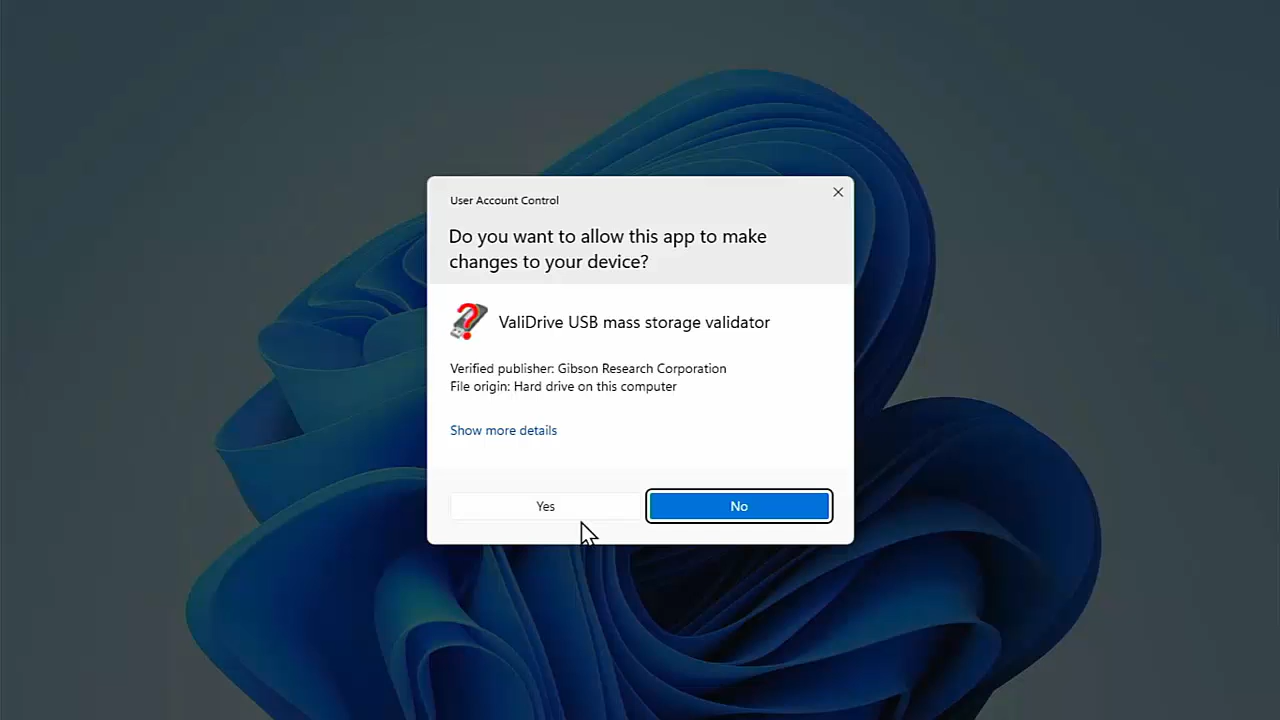 User Account Control
Do you want to allow this app to make
changes to your device?
ValiDrive USB mass storage validator
Verified publisher: Gibson Research Corporation
File origin: Hard drive on this computer
Show more details
Yes
No